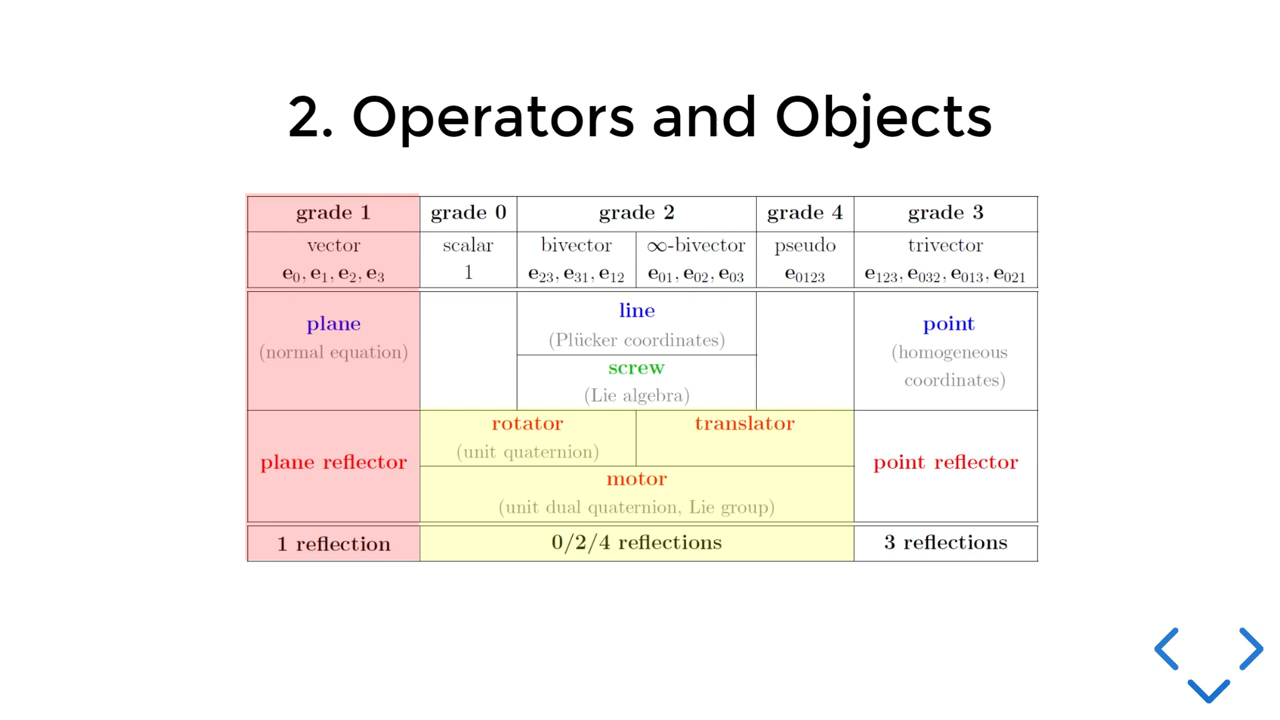 2. Operators and Objects
grade 1 grade 0 grade 2 grade 4 grade 3
vector scalar bivector ∞-bivector pseudo trivector
e₀, e₁, e₂, e₃ 1 e₂₃, e₃₁, e₁₂ e₀₁, e₀₂, e₀₃ e₀₁₂₃ e₁₂₃, e₀₃₂, e₀₁₃, e₀₂₁
plane line point
(normal equation) (Plücker coordinates) (homogeneous
screw coordinates)
(Lie algebra)
rotator translator
(unit quaternion)
plane reflector motor point reflector
(unit dual quaternion, Lie group)
1 reflection 0/2/4 reflections 3 reflections